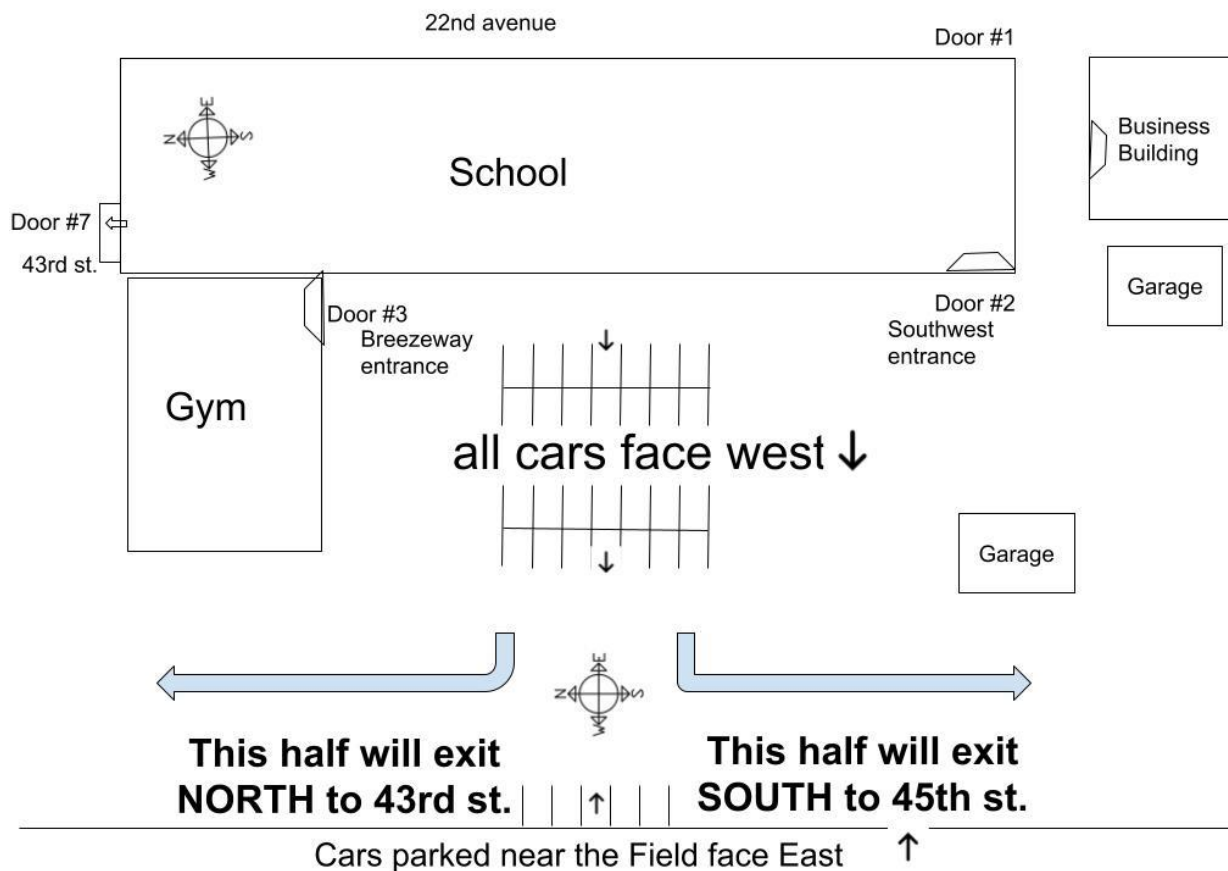 22nd avenue
Door #1
E
N S
W
School
Business
Building
Door #7
43rd st.
Garage
Door #3
Breezeway
entrance
Door #2
Southwest
entrance
Gym
all cars face west
Garage
E
N S
W
This half will exit
NORTH to 43rd st.
This half will exit
SOUTH to 45th st.
Cars parked near the Field face East